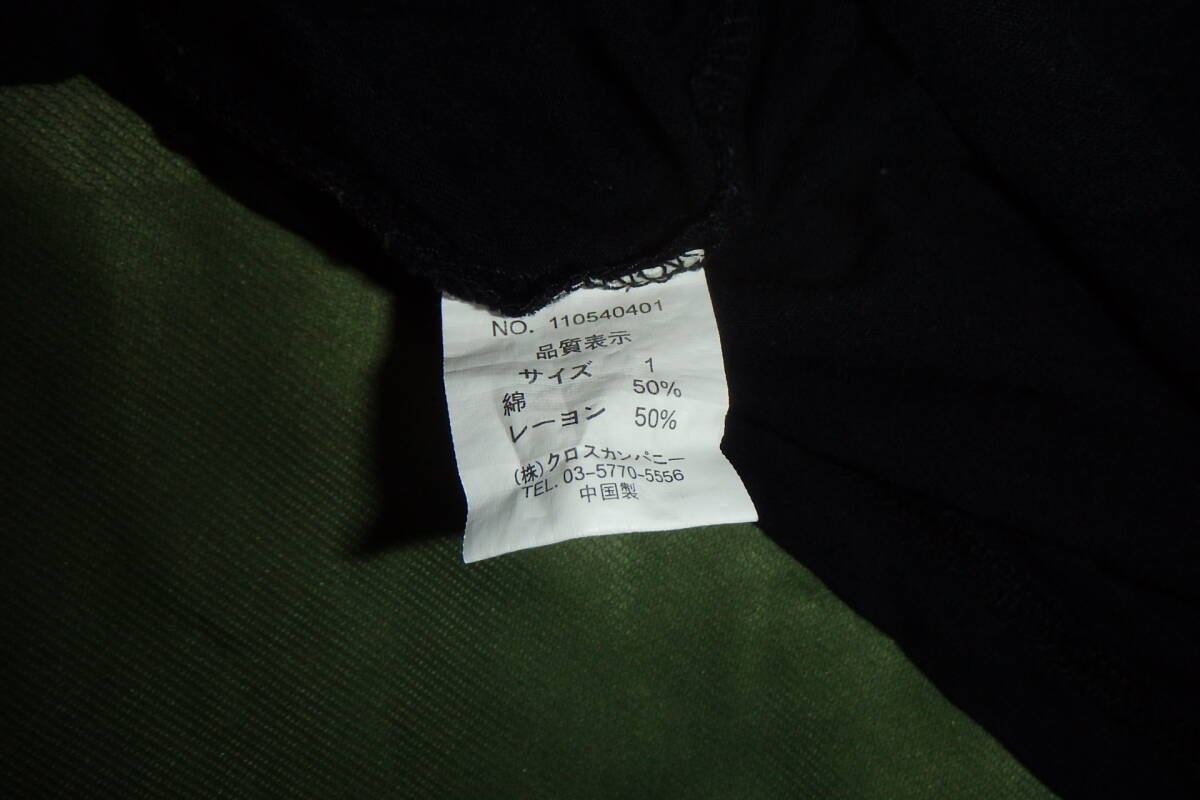 NO. 110540401
品質表示
サイズ 1
綿 50%
レーヨン 50%
(株)クロスカンパニー
TEL. 03-5770-5556
中国製